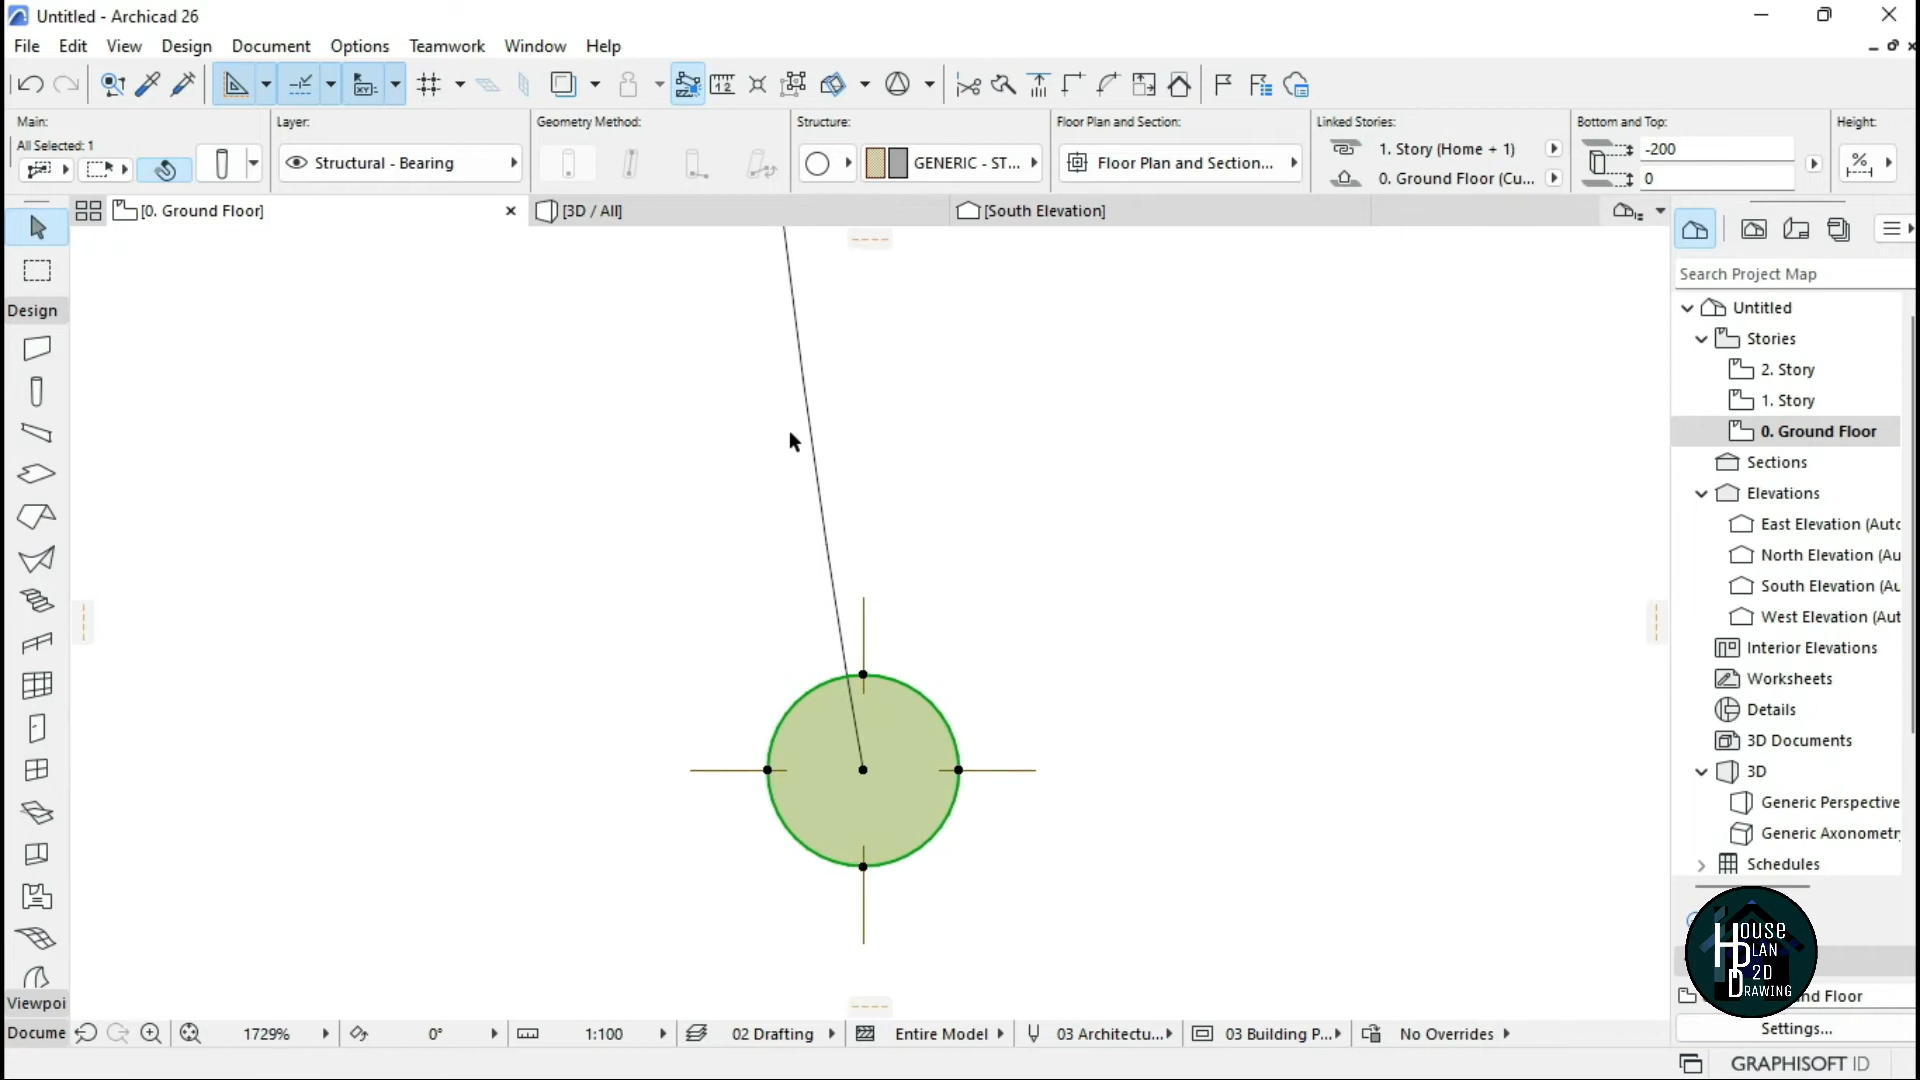 Untitled - Archicad 26
File Edit View Design Document Options Teamwork Window Help
Main: Layer: Geometry Method: Structure: Floor Plan and Section: Linked Stories: Bottom and Top: Height:
All Selected: 1
Structural - Bearing
GENERIC - ST...
Floor Plan and Section...
1. Story (Home + 1)
-200
0. Ground Floor (Cu...
0
[0. Ground Floor]
[3D / All]
[South Elevation]
Design
Viewpoi
Docume
Search Project Map
Untitled
Stories
2. Story
1. Story
0. Ground Floor
Sections
Elevations
East Elevation (Autc
North Elevation (Au
South Elevation (Au
West Elevation (Aut
Interior Elevations
Worksheets
Details
3D Documents
3D
Generic Perspective
Generic Axonometr
Schedules
House
Plan
2D
Drawing
nd Floor
Settings...
1729% 0° 1:100 02 Drafting Entire Model 03 Architectu... 03 Building P... No Overrides
GRAPHISOFT ID